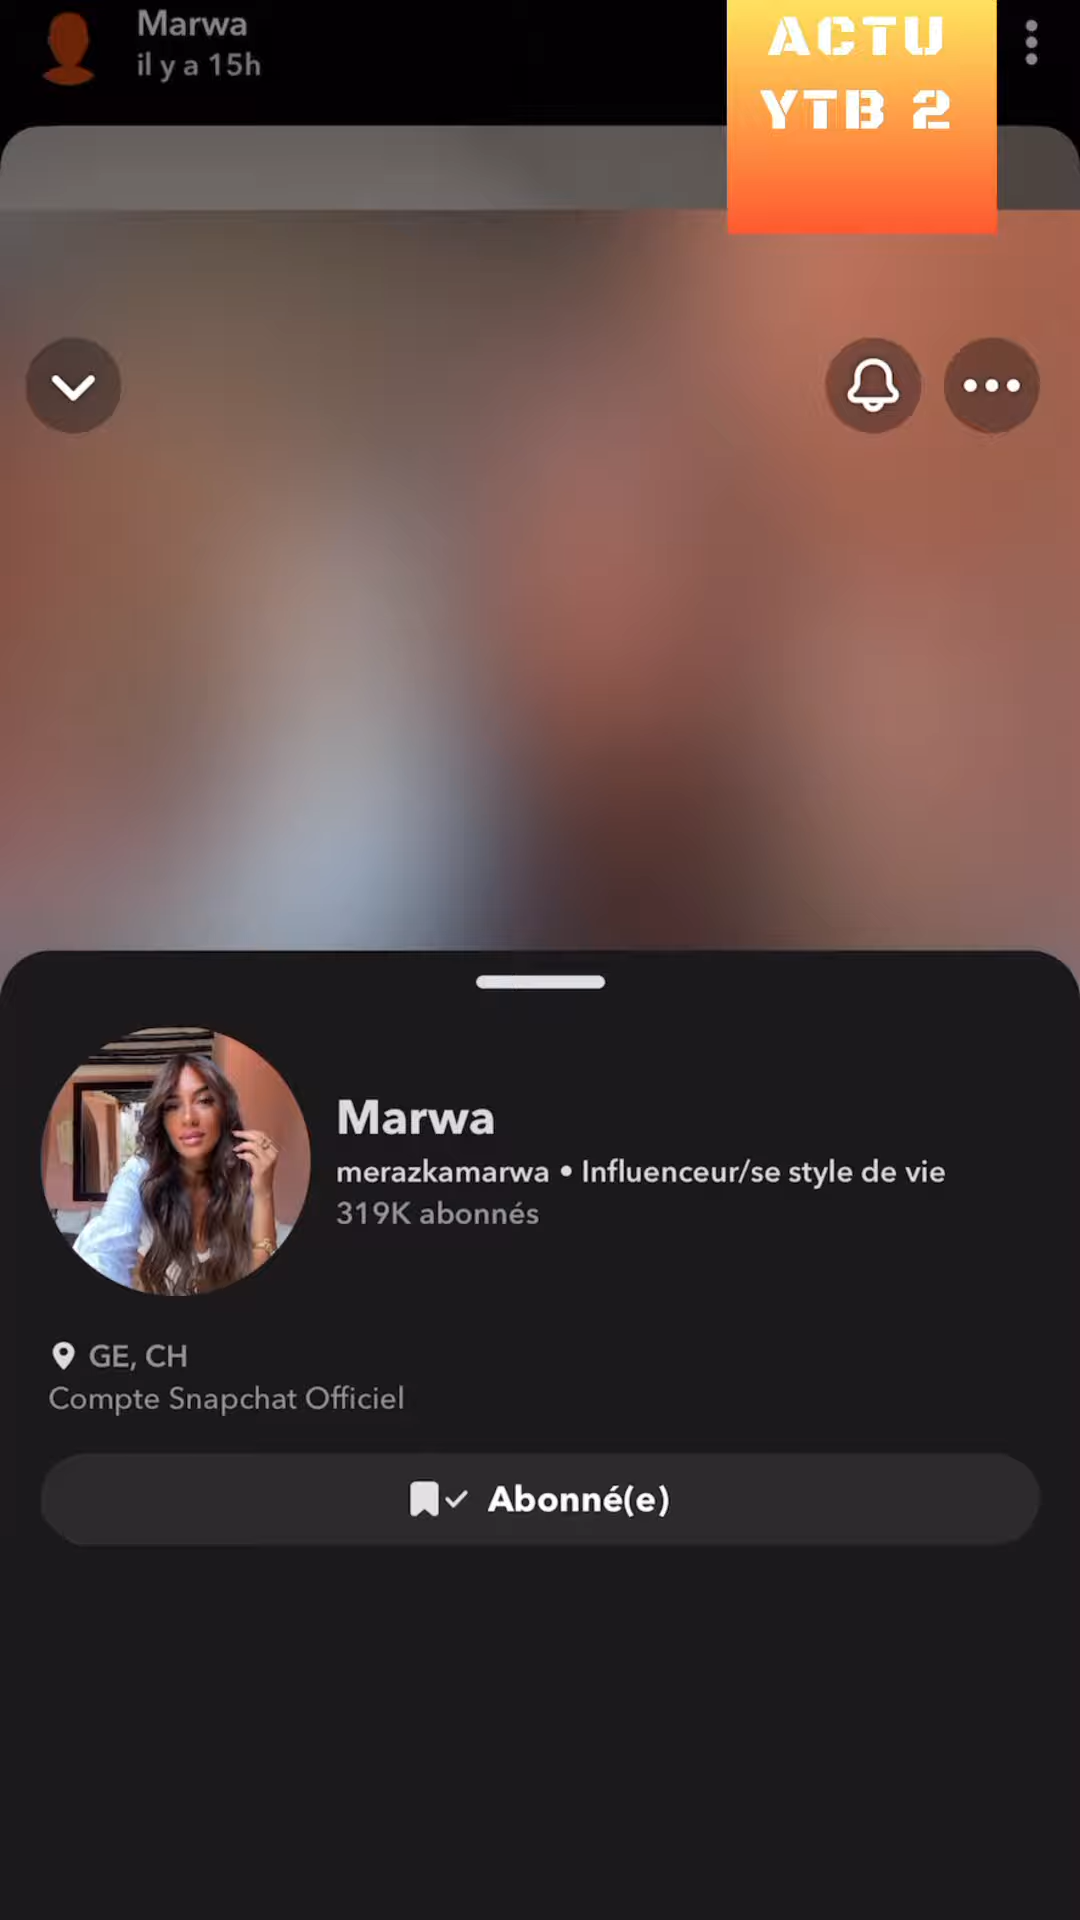 Marwa
il y a 15h
ACTU
YTB 2
Marwa
merazkamarwa • Influenceur/se style de vie
319K abonnés
GE, CH
Compte Snapchat Officiel
Abonné(e)